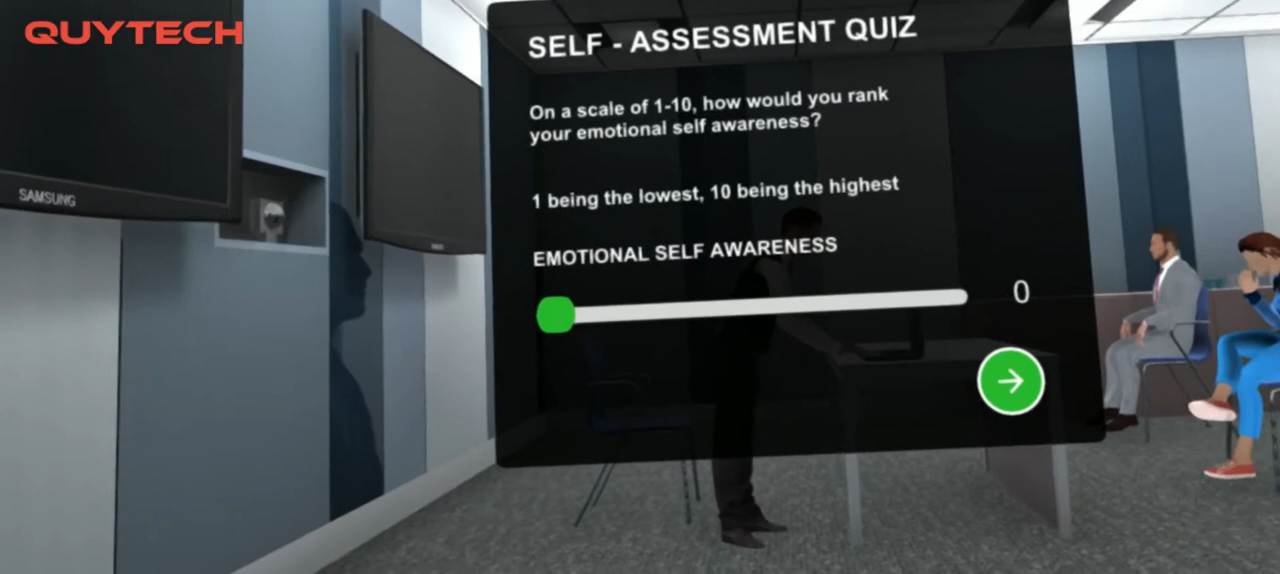 QUYTECH
SELF - ASSESSMENT QUIZ
On a scale of 1-10, how would you rank
your emotional self awareness?
1 being the lowest, 10 being the highest
EMOTIONAL SELF AWARENESS
0
SAMSUNG